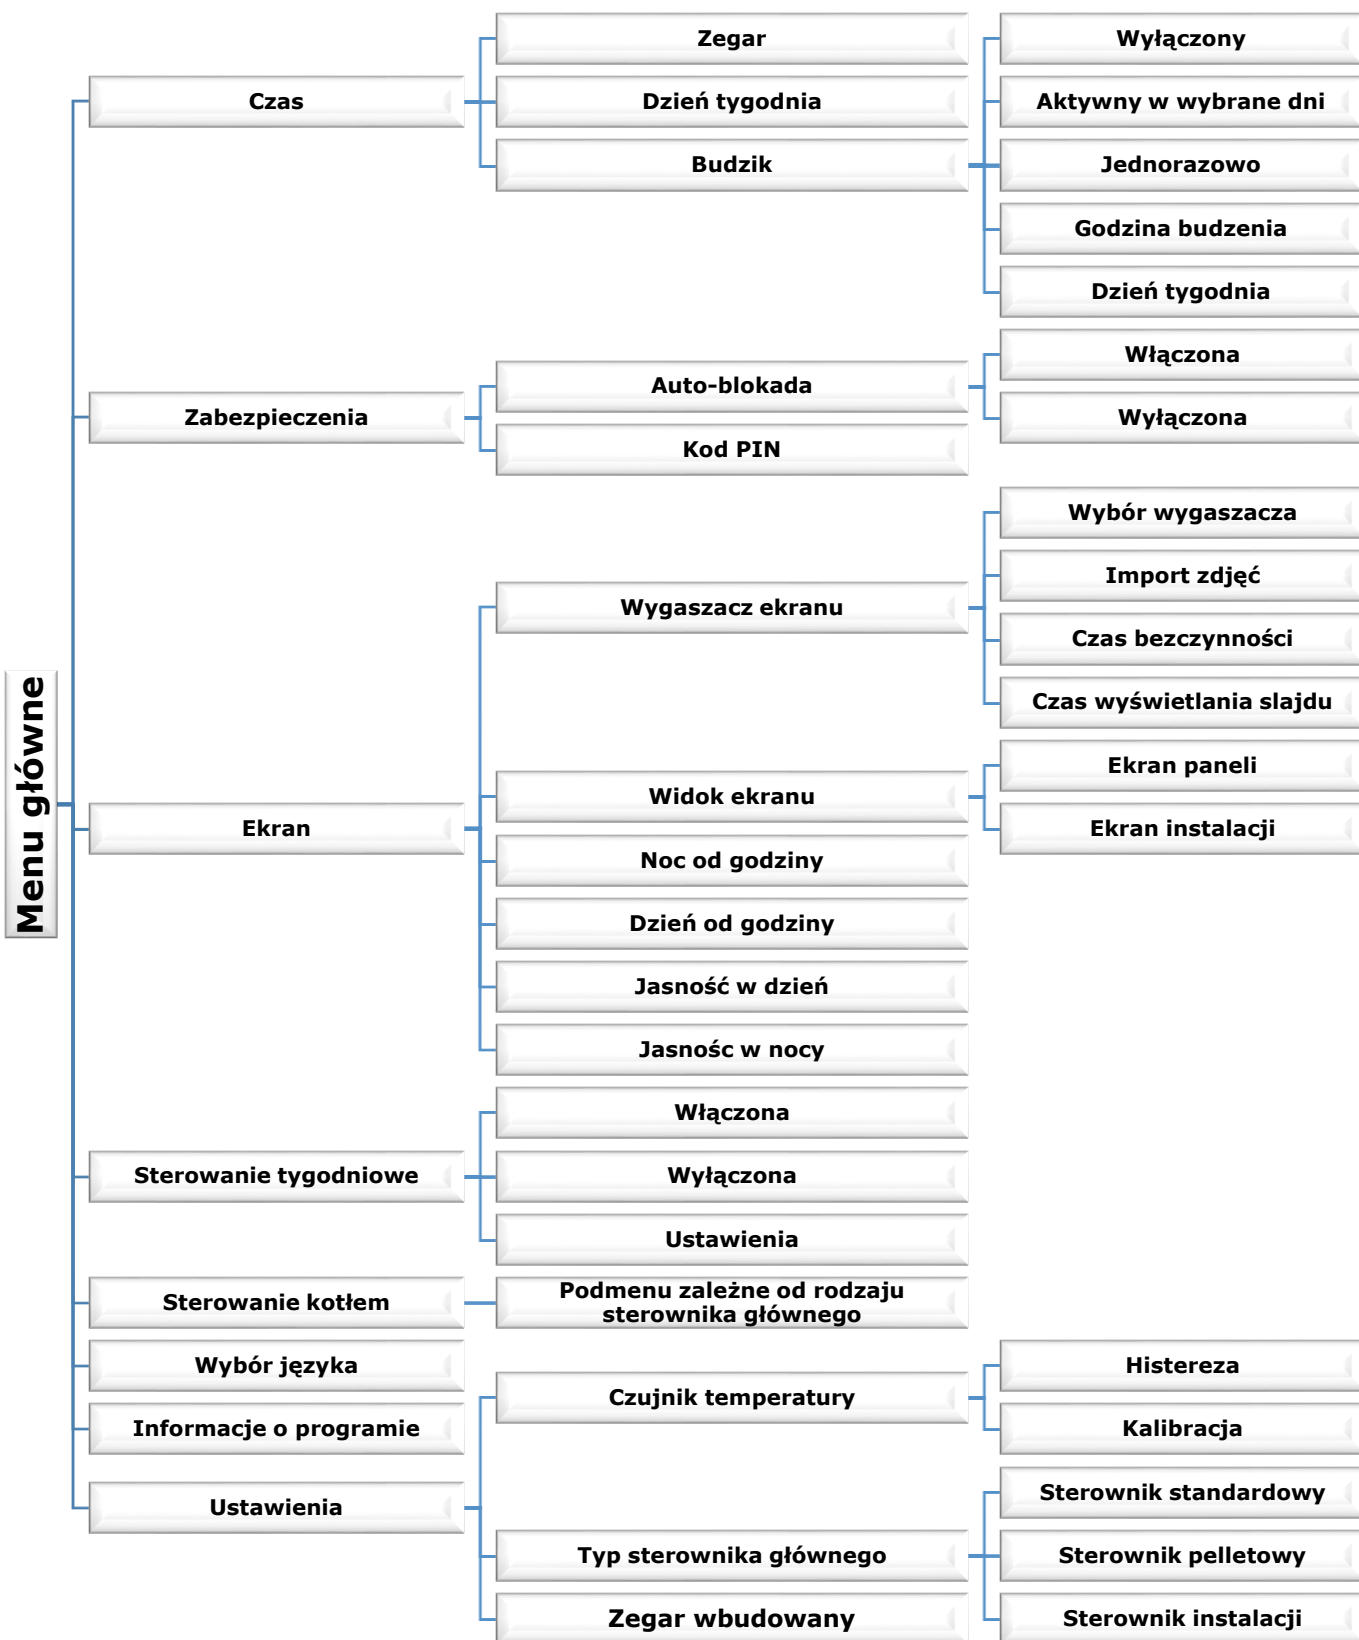 Menu główne
Czas
Zegar
Dzień tygodnia
Budzik
Wyłączony
Aktywny w wybrane dni
Jednorazowo
Godzina budzenia
Dzień tygodnia
Zabezpieczenia
Auto-blokada
Włączona
Wyłączona
Kod PIN
Ekran
Wygaszacz ekranu
Wybór wygaszacza
Import zdjęć
Czas bezczynności
Czas wyświetlania slajdu
Widok ekranu
Ekran paneli
Ekran instalacji
Noc od godziny
Dzień od godziny
Jasność w dzień
Jasnośc w nocy
Sterowanie tygodniowe
Włączona
Wyłączona
Ustawienia
Sterowanie kotłem
Podmenu zależne od rodzaju
sterownika głównego
Wybór języka
Informacje o programie
Ustawienia
Czujnik temperatury
Histereza
Kalibracja
Typ sterownika głównego
Sterownik standardowy
Sterownik pelletowy
Sterownik instalacji
Zegar wbudowany